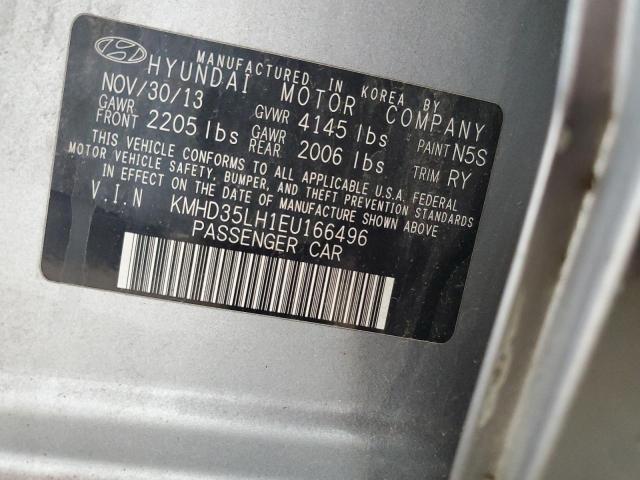 MANUFACTURED IN KOREA BY
HYUNDAI MOTOR COMPANY
NOV/30/13
GAWR FRONT 2205 lbs GVWR 4145 lbs PAINT N5S
GAWR REAR 2006 lbs TRIM RY
THIS VEHICLE CONFORMS TO ALL APPLICABLE U.S.A. FEDERAL
MOTOR VEHICLE SAFETY, BUMPER, AND THEFT PREVENTION STANDARDS
IN EFFECT ON THE DATE OF MANUFACTURE SHOWN ABOVE
V.I.N KMHD35LH1EU166496
PASSENGER CAR